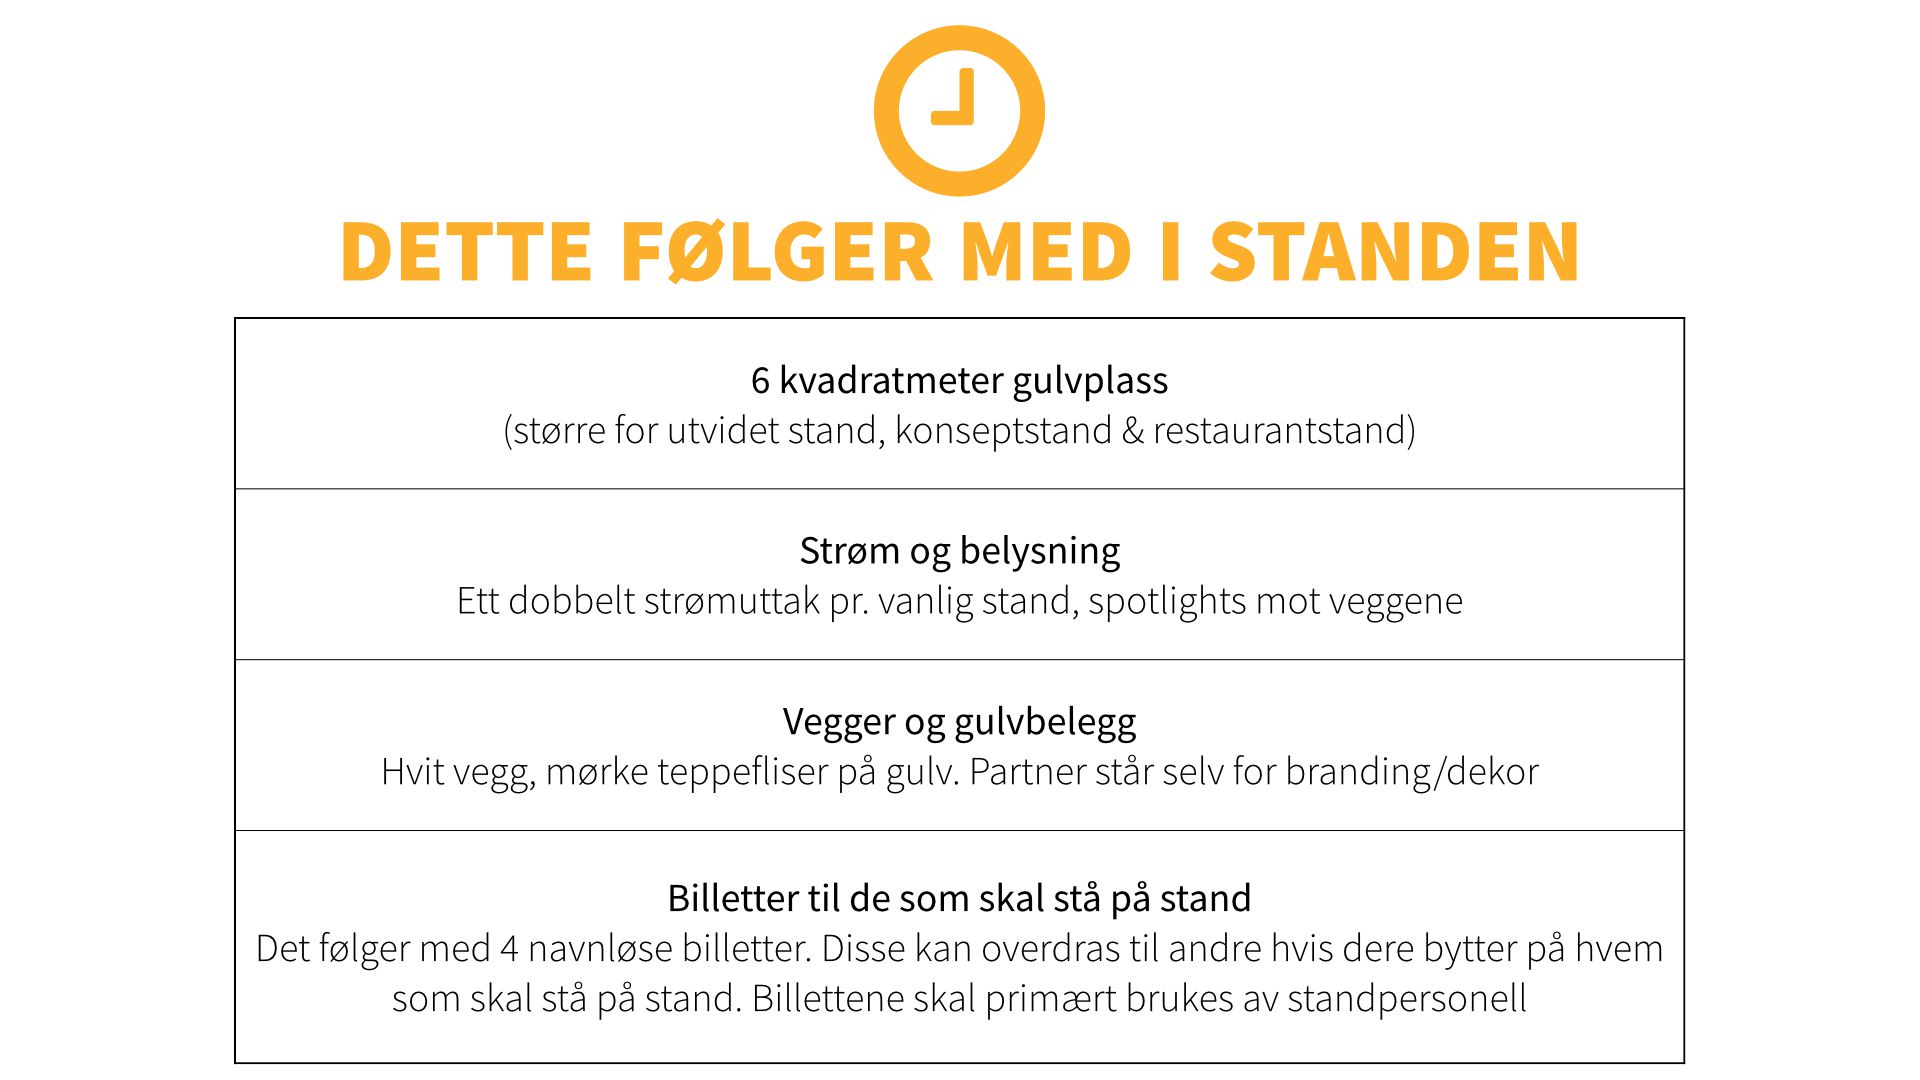 DETTE FØLGER MED I STANDEN
6 kvadratmeter gulvplass
(større for utvidet stand, konseptstand & restaurantstand)
Strøm og belysning
Ett dobbelt strømuttak pr. vanlig stand, spotlights mot veggene
Vegger og gulvbelegg
Hvit vegg, mørke teppefliser på gulv. Partner står selv for branding/dekor
Billetter til de som skal stå på stand
Det følger med 4 navnløse billetter. Disse kan overdras til andre hvis dere bytter på hvem
som skal stå på stand. Billettene skal primært brukes av standpersonell